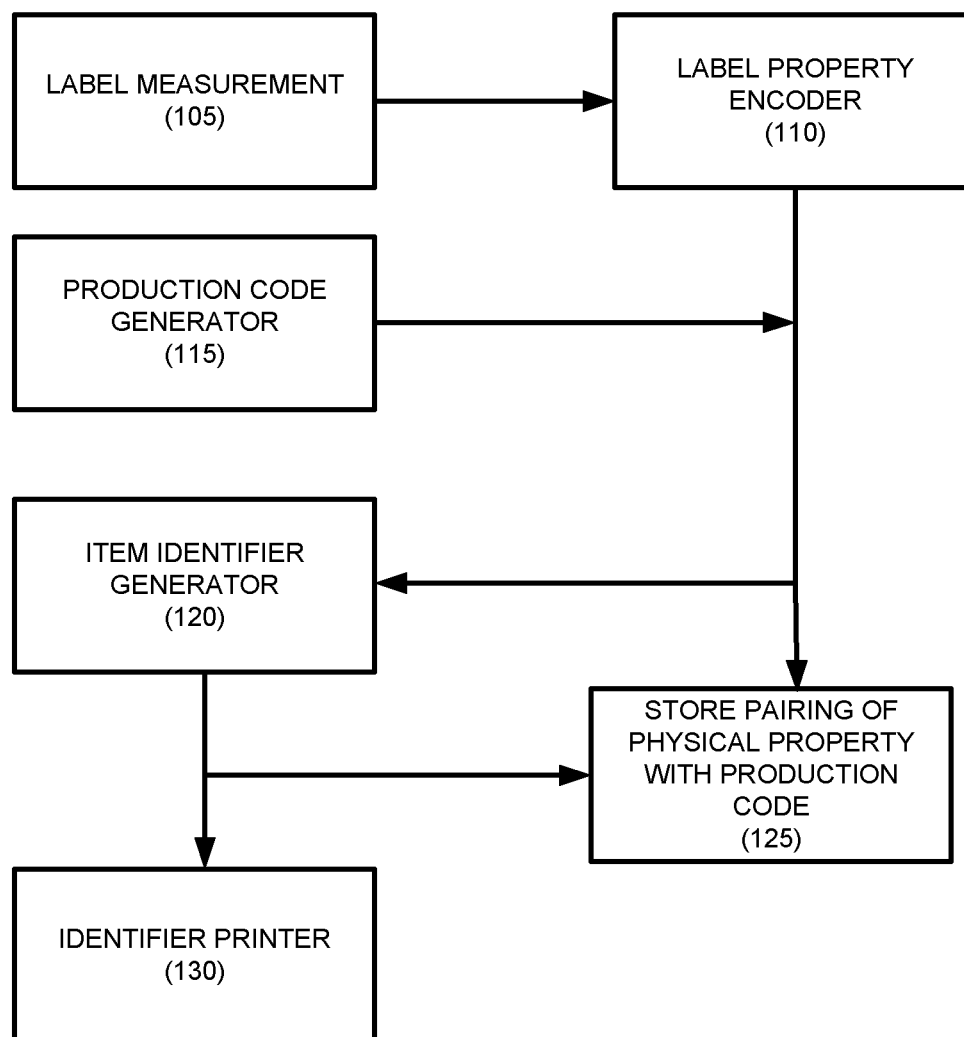 LABEL MEASUREMENT
(105)
LABEL PROPERTY
ENCODER
(110)
PRODUCTION CODE
GENERATOR
(115)
ITEM IDENTIFIER
GENERATOR
(120)
STORE PAIRING OF
PHYSICAL PROPERTY
WITH PRODUCTION
CODE
(125)
IDENTIFIER PRINTER
(130)